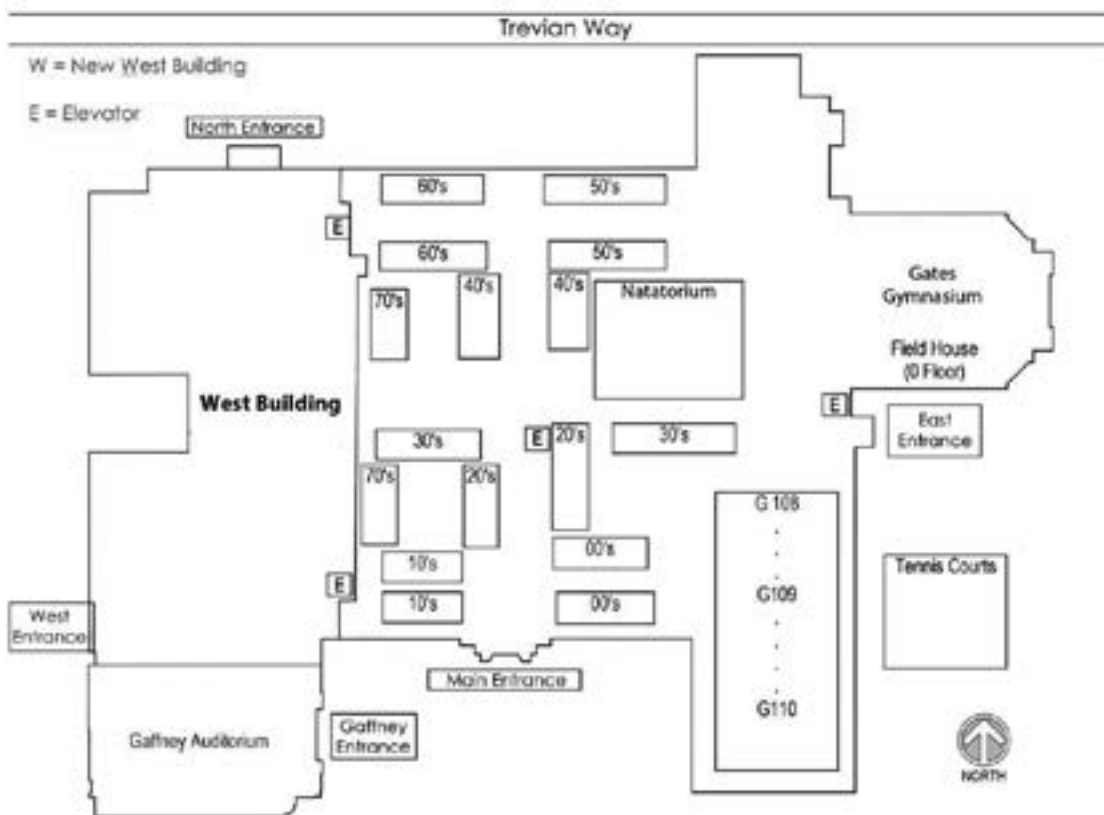 Trevian Way
W = New West Building
E = Elevator
North Entrance
60's
50's
E
60's
50's
70's
40's
40's
Natatorium
Gates
Gymnasium
Field House
(0 Floor)
West Building
E
East
Entrance
30's
E
20's
30's
70's
20's
G 108
00's
10's
Tennis Courts
E
G109
10's
00's
West
Entrance
Main Entrance
G110
Gaffney Auditorium
Gaffney
Entrance
NORTH